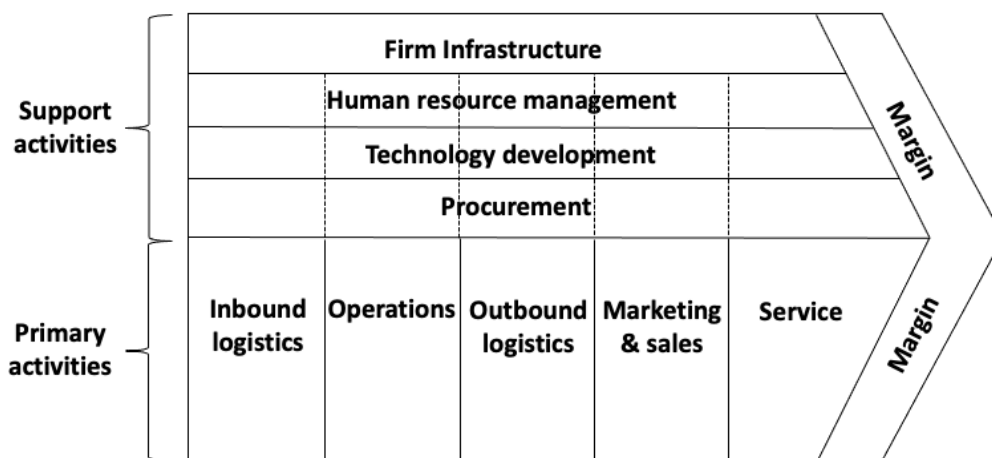 Firm Infrastructure
Support
activities
Human resource management
Technology development
Procurement
Margin
Primary
activities
Inbound
logistics
Operations
Outbound
logistics
Marketing
& sales
Service
Margin